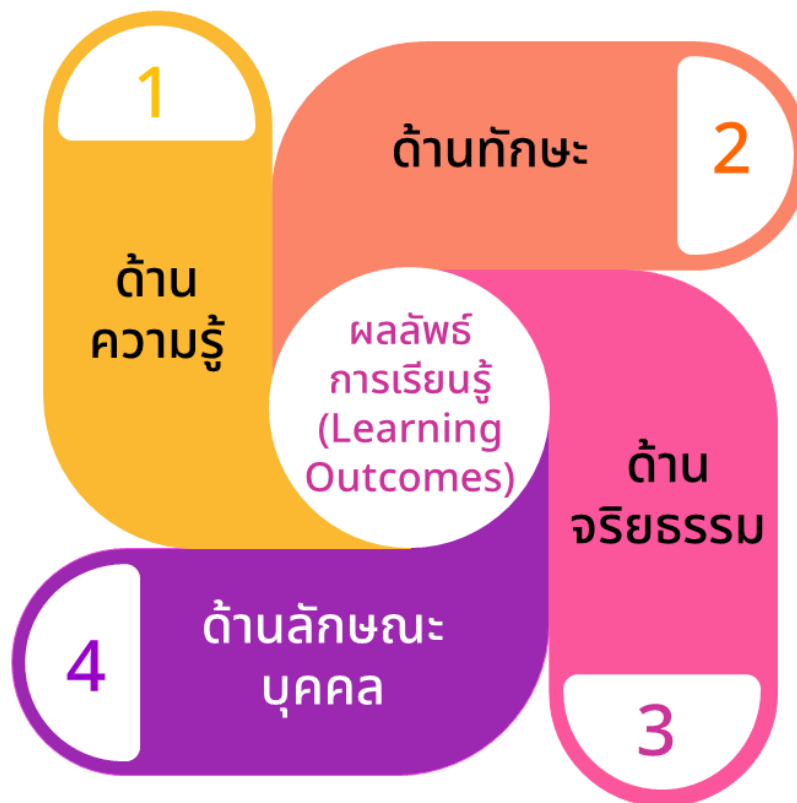 1
ด้าน
ความรู้
ด้านทักษะ
2
ผลลัพธ์
การเรียนรู้
(Learning
Outcomes)
ด้าน
จริยธรรม
3
4
ด้านลักษณะ
บุคคล